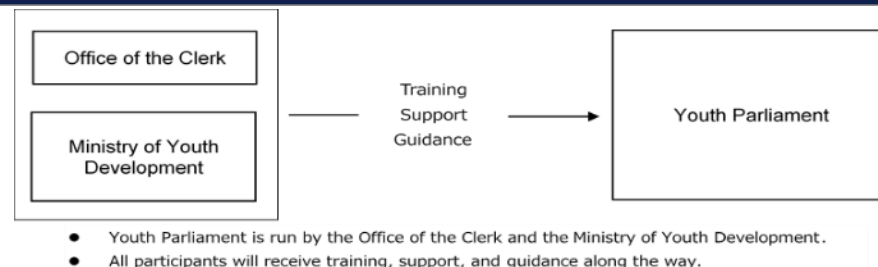 Office of the Clerk
Ministry of Youth
Development
Training
Support
Guidance
Youth Parliament
● Youth Parliament is run by the Office of the Clerk and the Ministry of Youth Development.
● All participants will receive training, support, and guidance along the way.